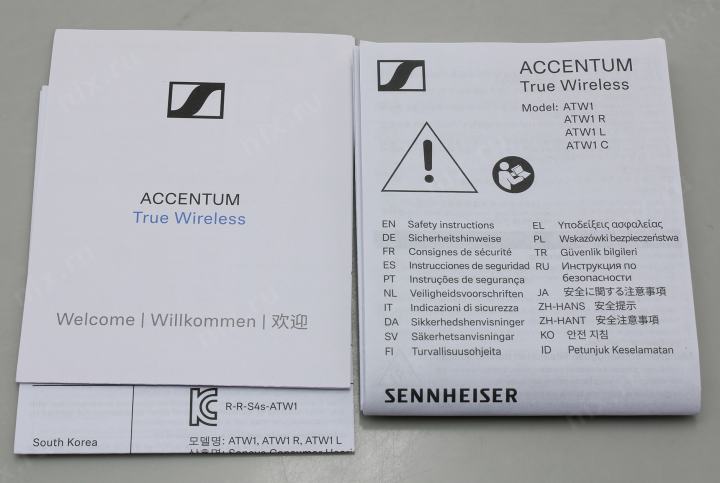 ACCENTUM
True Wireless
Welcome | Willkommen | 欢迎
R-R-S4s-ATW1
South Korea
모델명: ATW1, ATW1 R, ATW1 L
ACCENTUM
True Wireless
Model: ATW1
ATW1 R
ATW1 L
ATW1 C
EN Safety instructions
DE Sicherheitshinweise
FR Consignes de sécurité
ES Instrucciones de seguridad
PT Instruções de segurança
NL Veiligheidsvoorschriften
IT Indicazioni di sicurezza
DA Sikkerhedshenvisninger
SV Säkerhetsanvisningar
FI Turvallisuusohjeita
EL Υποδείξεις ασφαλείας
PL Wskazówki bezpieczeństwa
TR Güvenlik bilgileri
RU Инструкция по
безопасности
JA 安全に関する注意事項
ZH-HANS 安全提示
ZH-HANT 安全注意事項
KO 안전 지침
ID Petunjuk Keselamatan
SENNHEISER